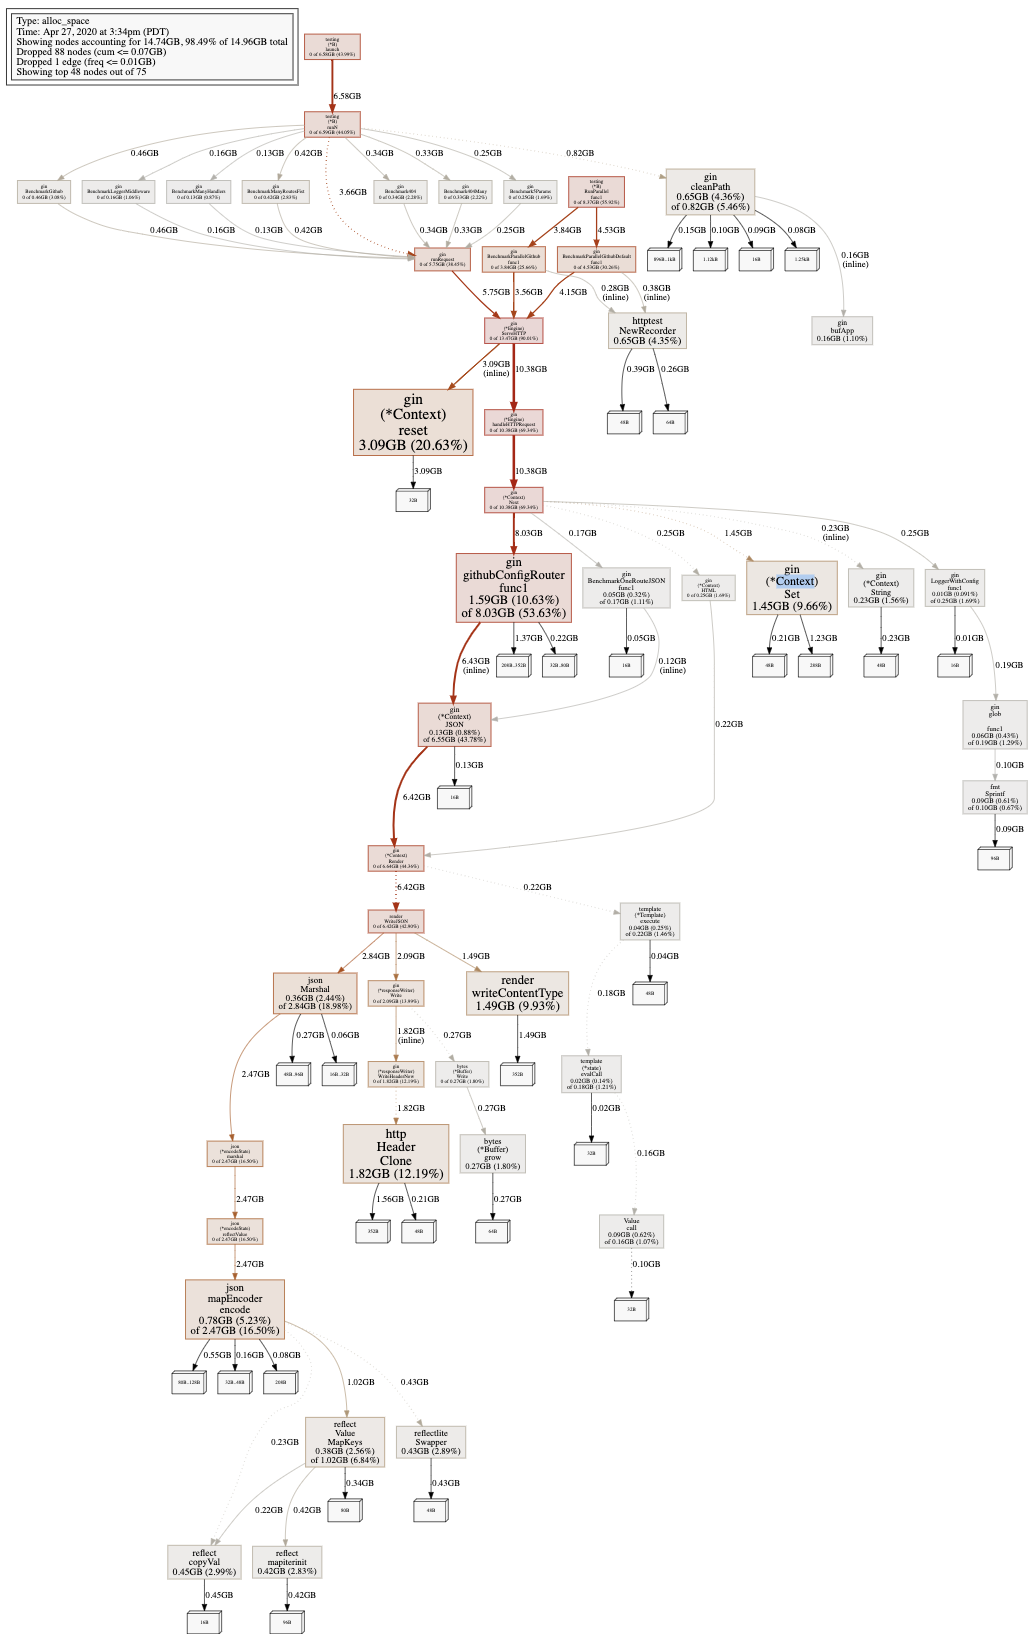 Type: alloc_space
Time: Apr 27, 2020 at 3:34pm (PDT)
Showing nodes accounting for 14.74GB, 98.49% of 14.96GB total
Dropped 88 nodes (cum <= 0.07GB)
Dropped 1 edge (freq <= 0.01GB)
Showing top 48 nodes out of 75
testing
(*B)
launch
0 of 6.58GB (43.99%)
6.58GB
testing
(*B)
runN
0 of 6.59GB (44.05%)
0.46GB
0.16GB
0.13GB
0.42GB
3.66GB
0.34GB
0.33GB
0.25GB
0.82GB
gin
BenchmarkGithub
0 of 0.46GB (3.08%)
gin
BenchmarkLoggerMiddleware
0 of 0.16GB (1.06%)
gin
BenchmarkManyHandlers
0 of 0.13GB (0.87%)
gin
BenchmarkManyRoutesFist
0 of 0.42GB (2.83%)
gin
Benchmark404
0 of 0.34GB (2.28%)
gin
Benchmark404Many
0 of 0.33GB (2.22%)
gin
Benchmark5Params
0 of 0.25GB (1.69%)
testing
(*B)
RunParallel
func1
0 of 8.37GB (55.92%)
gin
cleanPath
0.65GB (4.36%)
of 0.82GB (5.46%)
0.46GB
0.16GB
0.13GB
0.42GB
0.34GB
0.33GB
0.25GB
3.84GB
4.53GB
0.15GB
0.10GB
0.09GB
0.08GB
0.16GB
(inline)
gin
runRequest
0 of 5.75GB (38.45%)
gin
BenchmarkParallelGithub
func1
0 of 3.84GB (25.66%)
gin
BenchmarkParallelGithubDefault
func1
0 of 4.53GB (30.26%)
896B..1kB
1.12kB
16B
1.25kB
5.75GB
3.56GB
4.15GB
0.28GB
(inline)
0.38GB
(inline)
gin
(*Engine)
ServeHTTP
0 of 13.47GB (90.01%)
httptest
NewRecorder
0.65GB (4.35%)
gin
bufApp
0.16GB (1.10%)
3.09GB
(inline)
10.38GB
0.39GB
0.26GB
gin
(*Context)
reset
3.09GB (20.63%)
gin
(*Engine)
handleHTTPRequest
0 of 10.38GB (69.34%)
48B
64B
3.09GB
10.38GB
32B
gin
(*Context)
Next
0 of 10.38GB (69.34%)
8.03GB
0.17GB
0.25GB
1.45GB
0.23GB
(inline)
0.25GB
gin
githubConfigRouter
func1
1.59GB (10.63%)
of 8.03GB (53.63%)
gin
BenchmarkOneRouteJSON
func1
0.05GB (0.32%)
of 0.17GB (1.11%)
gin
(*Context)
HTML
0 of 0.25GB (1.69%)
gin
(*Context)
Set
1.45GB (9.66%)
gin
(*Context)
String
0.23GB (1.56%)
gin
LoggerWithConfig
func1
0.01GB (0.091%)
of 0.25GB (1.69%)
6.43GB
(inline)
1.37GB
0.22GB
0.05GB
0.12GB
(inline)
0.21GB
1.23GB
0.23GB
0.01GB
0.19GB
208B..352B
32B..80B
16B
48B
288B
48B
16B
gin
(*Context)
JSON
0.13GB (0.88%)
of 6.55GB (43.78%)
0.22GB
gin
glob
.
func1
0.06GB (0.43%)
of 0.19GB (1.29%)
6.42GB
0.13GB
0.10GB
16B
fmt
Sprintf
0.09GB (0.61%)
of 0.10GB (0.67%)
0.09GB
96B
gin
(*Context)
Render
0 of 6.64GB (44.36%)
6.42GB
0.22GB
render
WriteJSON
0 of 6.42GB (42.90%)
template
(*Template)
execute
0.04GB (0.25%)
of 0.22GB (1.46%)
2.84GB
2.09GB
1.49GB
0.18GB
0.04GB
json
Marshal
0.36GB (2.44%)
of 2.84GB (18.98%)
gin
(*responseWriter)
Write
0 of 2.09GB (13.99%)
render
writeContentType
1.49GB (9.93%)
48B
2.47GB
0.27GB
0.06GB
1.82GB
(inline)
0.27GB
1.49GB
48B..96B
16B..32B
gin
(*responseWriter)
WriteHeaderNow
0 of 1.82GB (12.19%)
bytes
(*Buffer)
Write
0 of 0.27GB (1.80%)
352B
template
(*state)
evalCall
0.02GB (0.14%)
of 0.18GB (1.21%)
1.82GB
0.27GB
0.02GB
0.16GB
json
(*encodeState)
marshal
0 of 2.47GB (16.50%)
http
Header
Clone
1.82GB (12.19%)
bytes
(*Buffer)
grow
0.27GB (1.80%)
32B
2.47GB
1.56GB
0.21GB
0.27GB
json
(*encodeState)
reflectValue
0 of 2.47GB (16.50%)
352B
48B
64B
Value
call
0.09GB (0.62%)
of 0.16GB (1.07%)
2.47GB
0.10GB
json
mapEncoder
encode
0.78GB (5.23%)
of 2.47GB (16.50%)
32B
0.55GB
0.16GB
0.08GB
1.02GB
0.43GB
80B..128B
32B..48B
208B
0.23GB
reflect
Value
MapKeys
0.38GB (2.56%)
of 1.02GB (6.84%)
reflectlite
Swapper
0.43GB (2.89%)
0.22GB
0.42GB
0.34GB
0.43GB
80B
48B
reflect
copyVal
0.45GB (2.99%)
reflect
mapiterinit
0.42GB (2.83%)
0.45GB
0.42GB
16B
96B